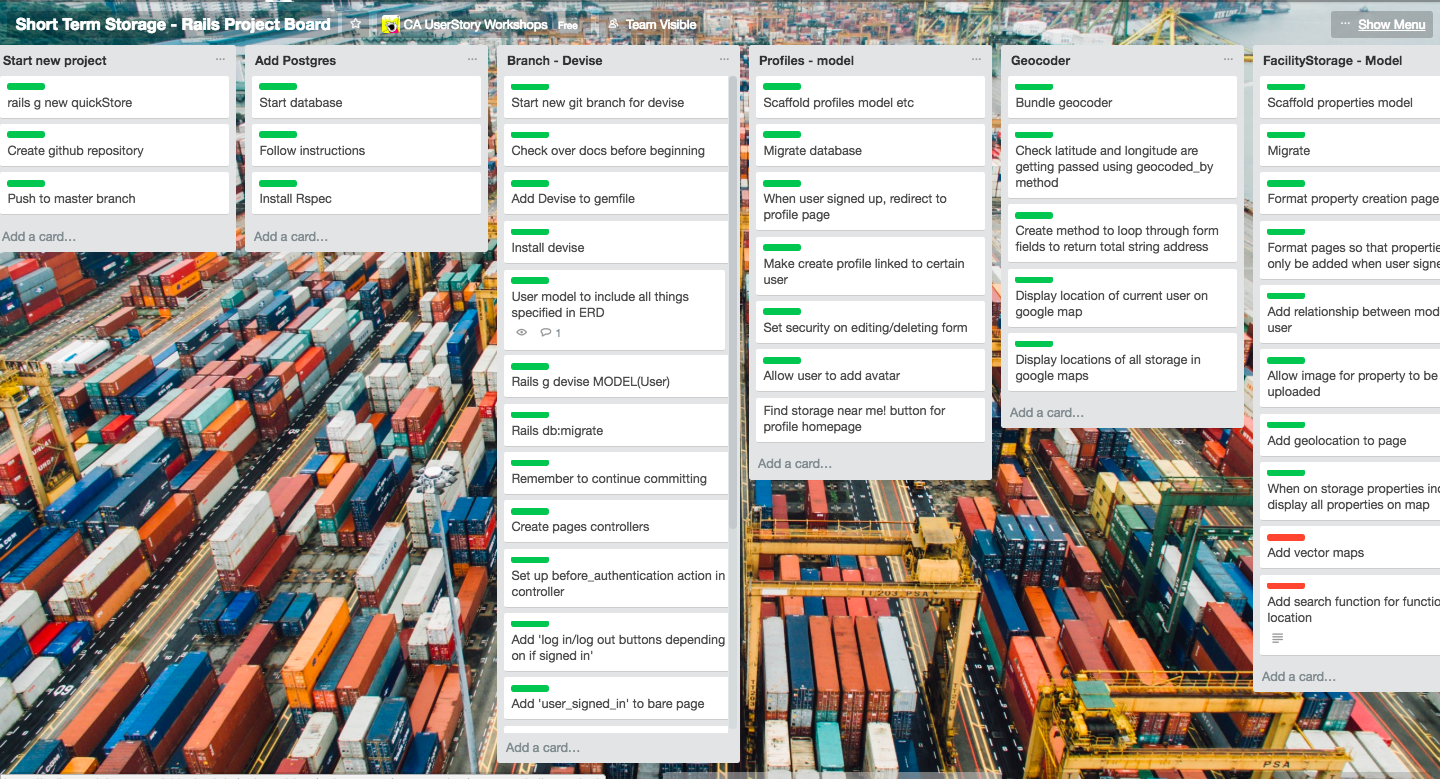 Short Term Storage - Rails Project Board
CA UserStory Workshops Free
Team Visible
... Show Menu
Start new project
rails g new quickStore
Create github repository
Push to master branch
Add a card…
Add Postgres
Start database
Follow instructions
Install Rspec
Add a card…
Branch - Devise
Start new git branch for devise
Check over docs before beginning
Add Devise to gemfile
Install devise
User model to include all things
specified in ERD
1
Rails g devise MODEL(User)
Rails db:migrate
Remember to continue committing
Create pages controllers
Set up before_authentication action in
controller
Add 'log in/log out buttons depending
on if signed in'
Add 'user_signed_in' to bare page
Add a card…
Profiles - model
Scaffold profiles model etc
Migrate database
When user signed up, redirect to
profile page
Make create profile linked to certain
user
Set security on editing/deleting form
Allow user to add avatar
Find storage near me! button for
profile homepage
Add a card…
Geocoder
Bundle geocoder
Check latitude and longitude are
getting passed using geocoded_by
method
Create method to loop through form
fields to return total string address
Display location of current user on
google map
Display locations of all storage in
google maps
Add a card…
FacilityStorage - Model
Scaffold properties model
Migrate
Format property creation page
Format pages so that propertie
only be added when user signe
Add relationship between mod
user
Allow image for property to be
uploaded
Add geolocation to page
When on storage properties ind
display all properties on map
Add vector maps
Add search function for functio
location
Add a card…
1T 203 PSA
PSA